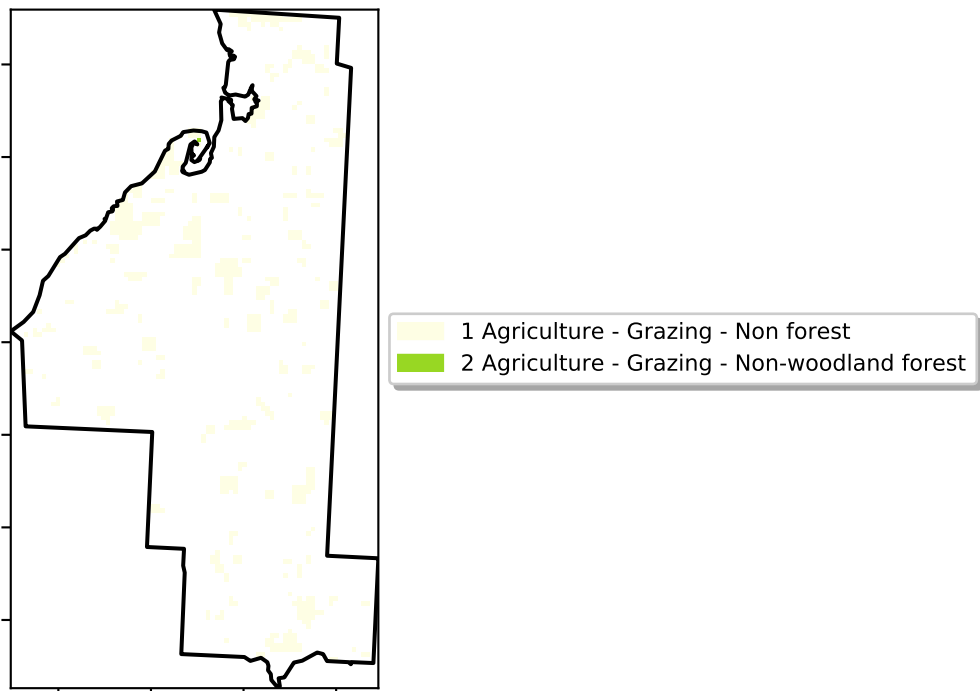 1 Agriculture - Grazing - Non forest
2 Agriculture - Grazing - Non-woodland forest